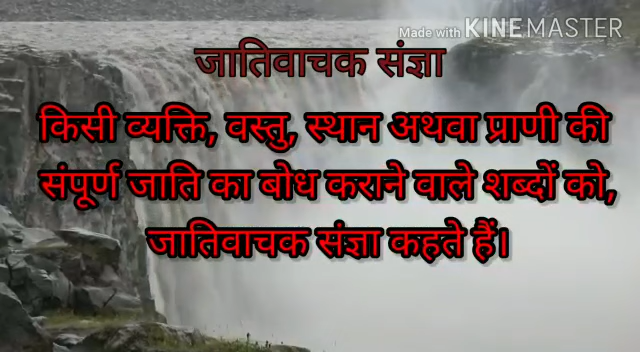 Made with KINEMASTER
जातिवाचक संज्ञा
किसी व्यक्ति, वस्तु, स्थान अथवा प्राणी की
संपूर्ण जाति का बोध कराने वाले शब्दों को,
जातिवाचक संज्ञा कहते हैं।